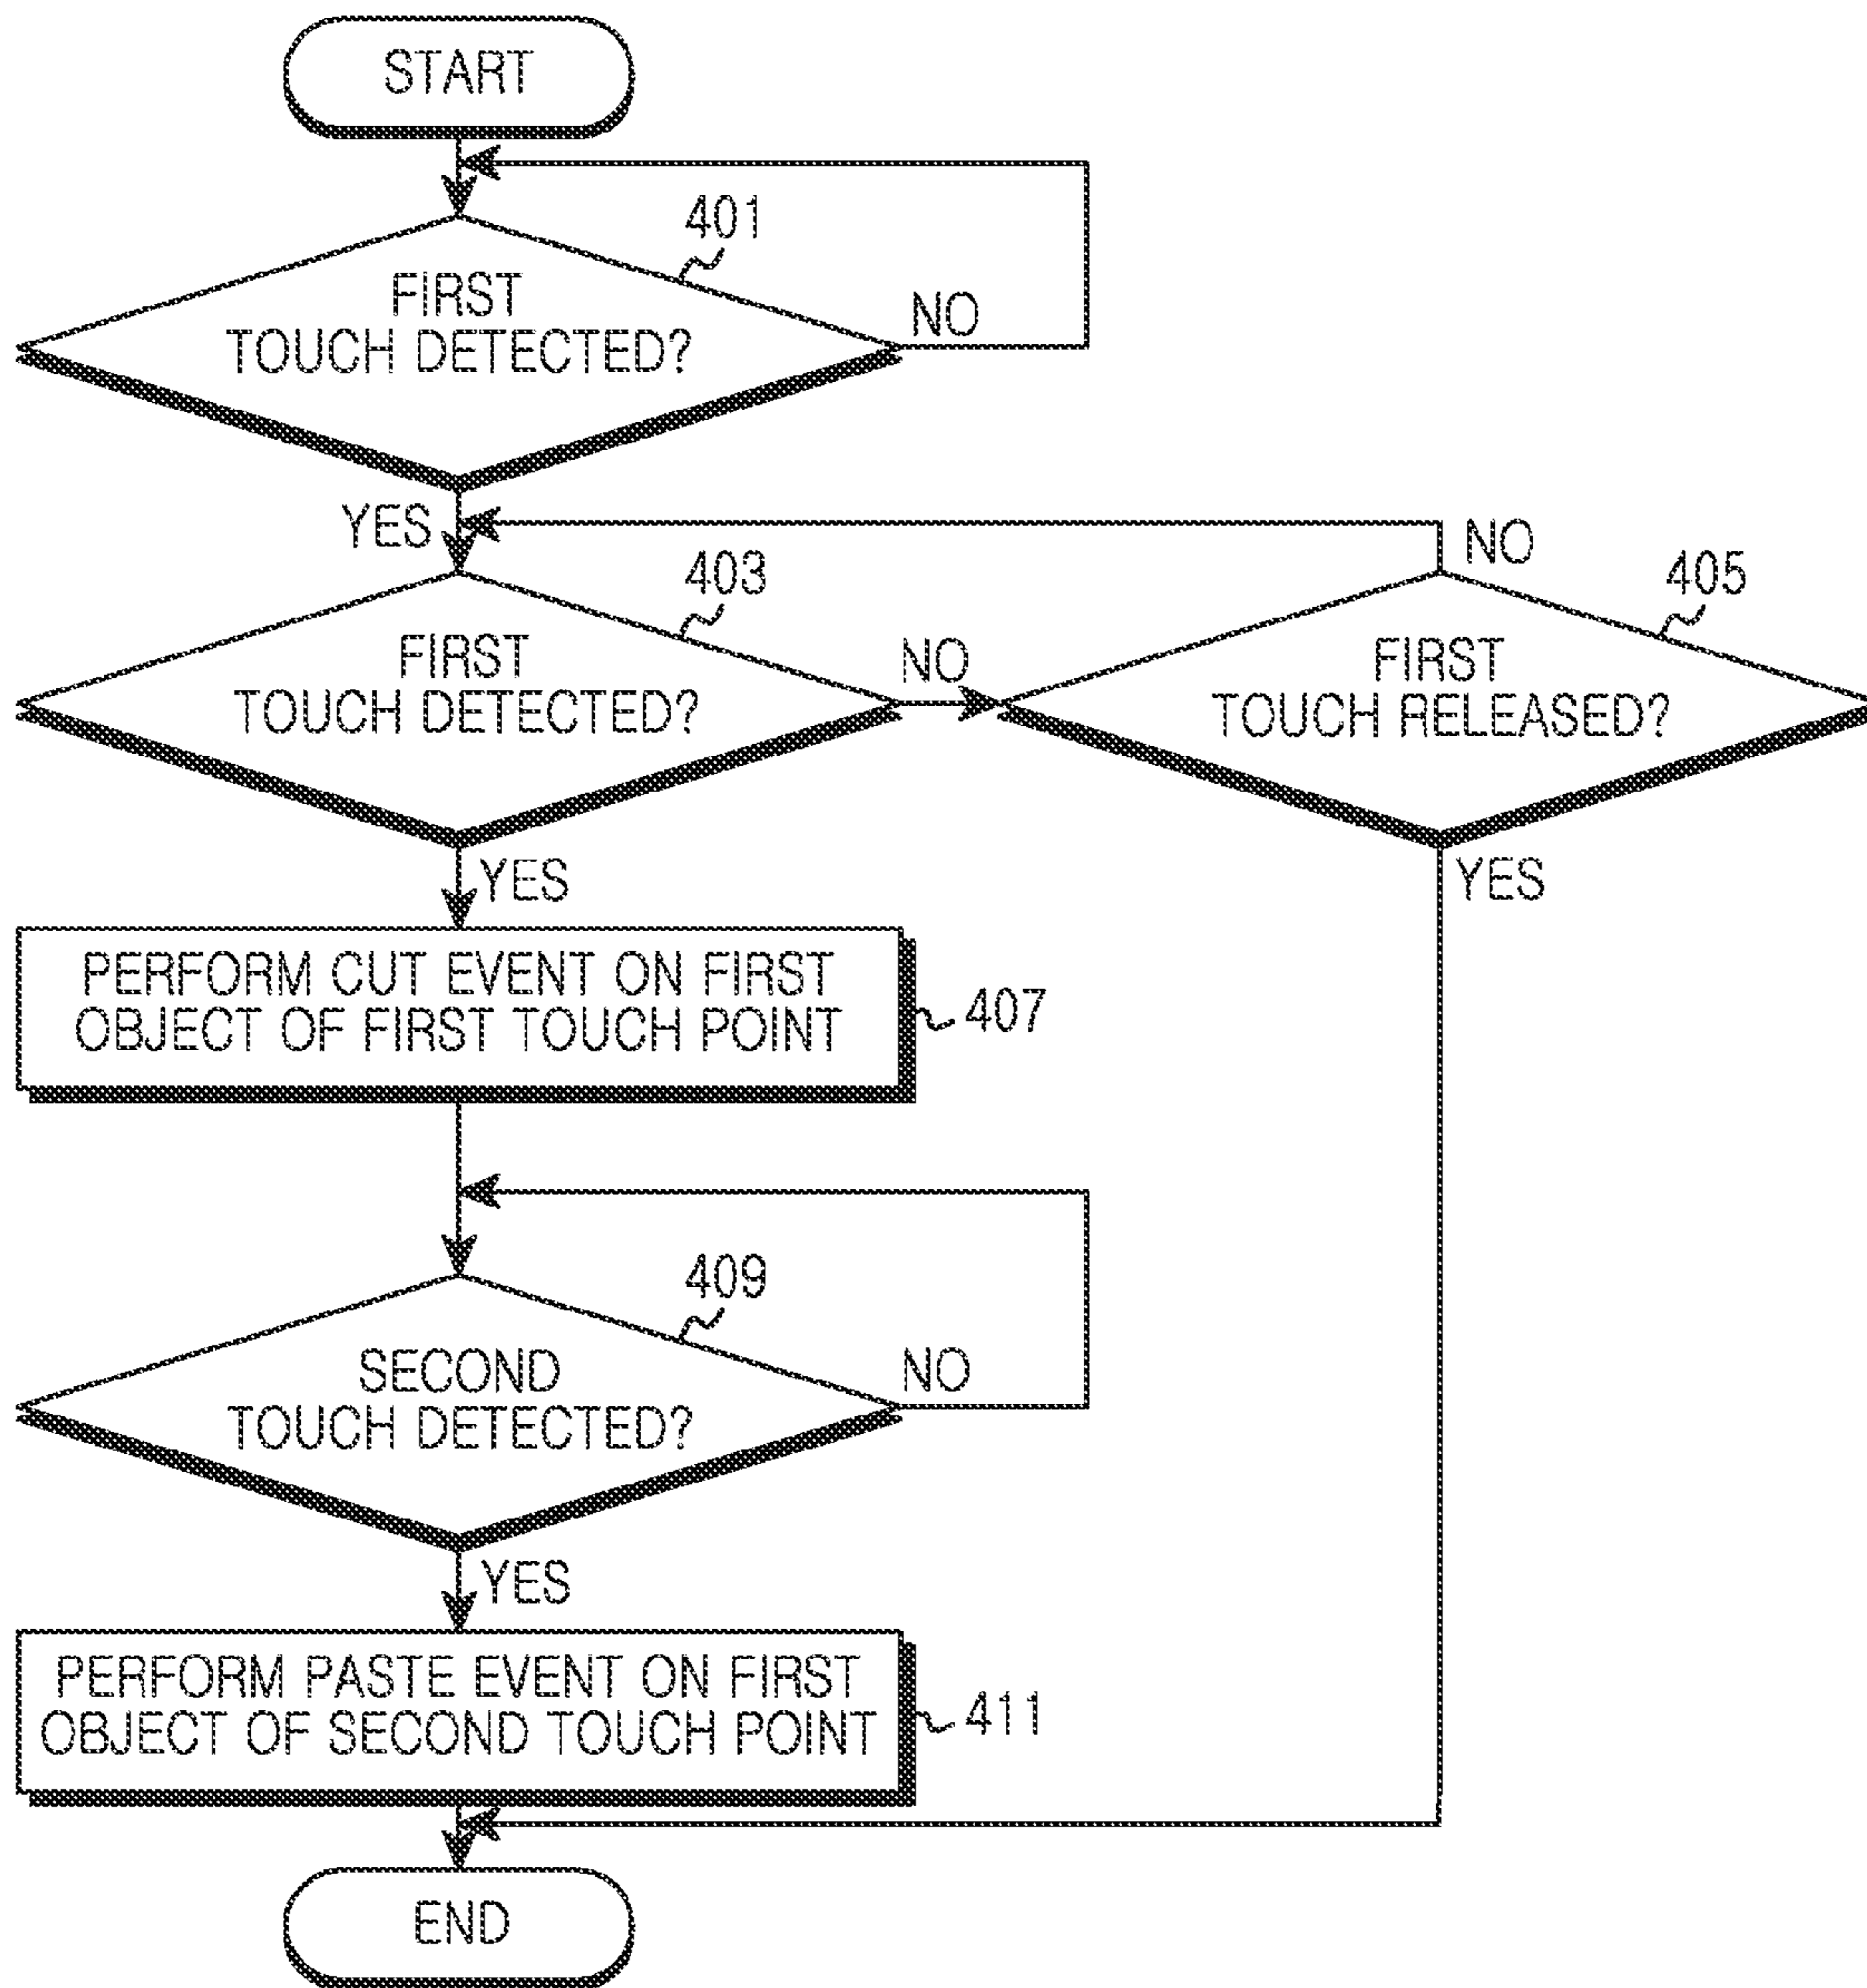 START
401
FIRST
TOUCH DETECTED?
NO
YES
NO
403
405
FIRST
TOUCH DETECTED?
NO
FIRST
TOUCH RELEASED?
YES
YES
PERFORM CUT EVENT ON FIRST
OBJECT OF FIRST TOUCH POINT
407
409
SECOND
TOUCH DETECTED?
NO
YES
PERFORM PASTE EVENT ON FIRST
OBJECT OF SECOND TOUCH POINT
411
END